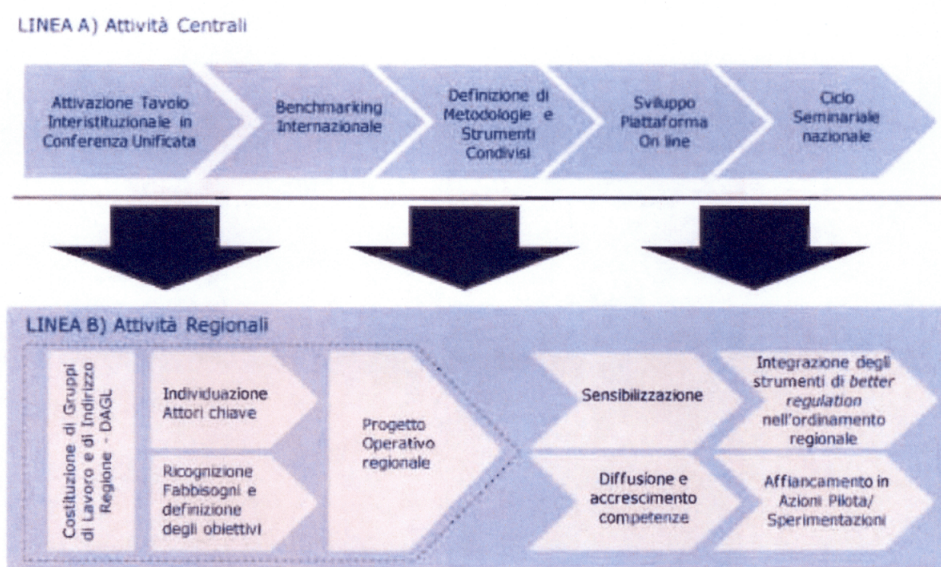 LINEA A) Attività Centrali
Attivazione Tavolo
Interistituzionale in
Conferenza Unificata
Benchmarking
Internazionale
Definizione di
Metodologie e
Strumenti
Condivisi
Sviluppo
Piattaforma
On line
Ciclo
Seminariale
nazionale
LINEA B) Attività Regionali
Costituzione di Gruppi
di Lavoro e di Indirizzo
Regione - DAGL
Individuazione
Attori chiave
Ricognizione
Fabbisogni e
definizione
degli obiettivi
Progetto
Operativo
regionale
Sensibilizzazione
Diffusione e
accrescimento
competenze
Integrazione degli
strumenti di better
regulation
nell'ordinamento
regionale
Affiancamento in
Azioni Pilota/
Sperimentazioni